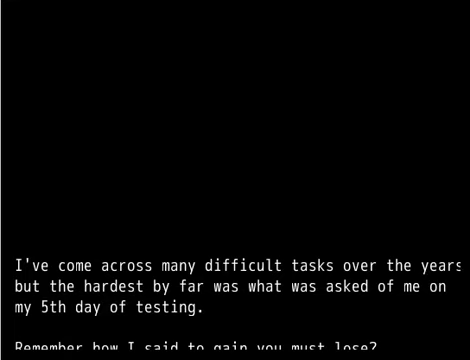 I've come across many difficult tasks over the years
but the hardest by far was what was asked of me on
my 5th day of testing.
Remember how I said to gain you must lose?